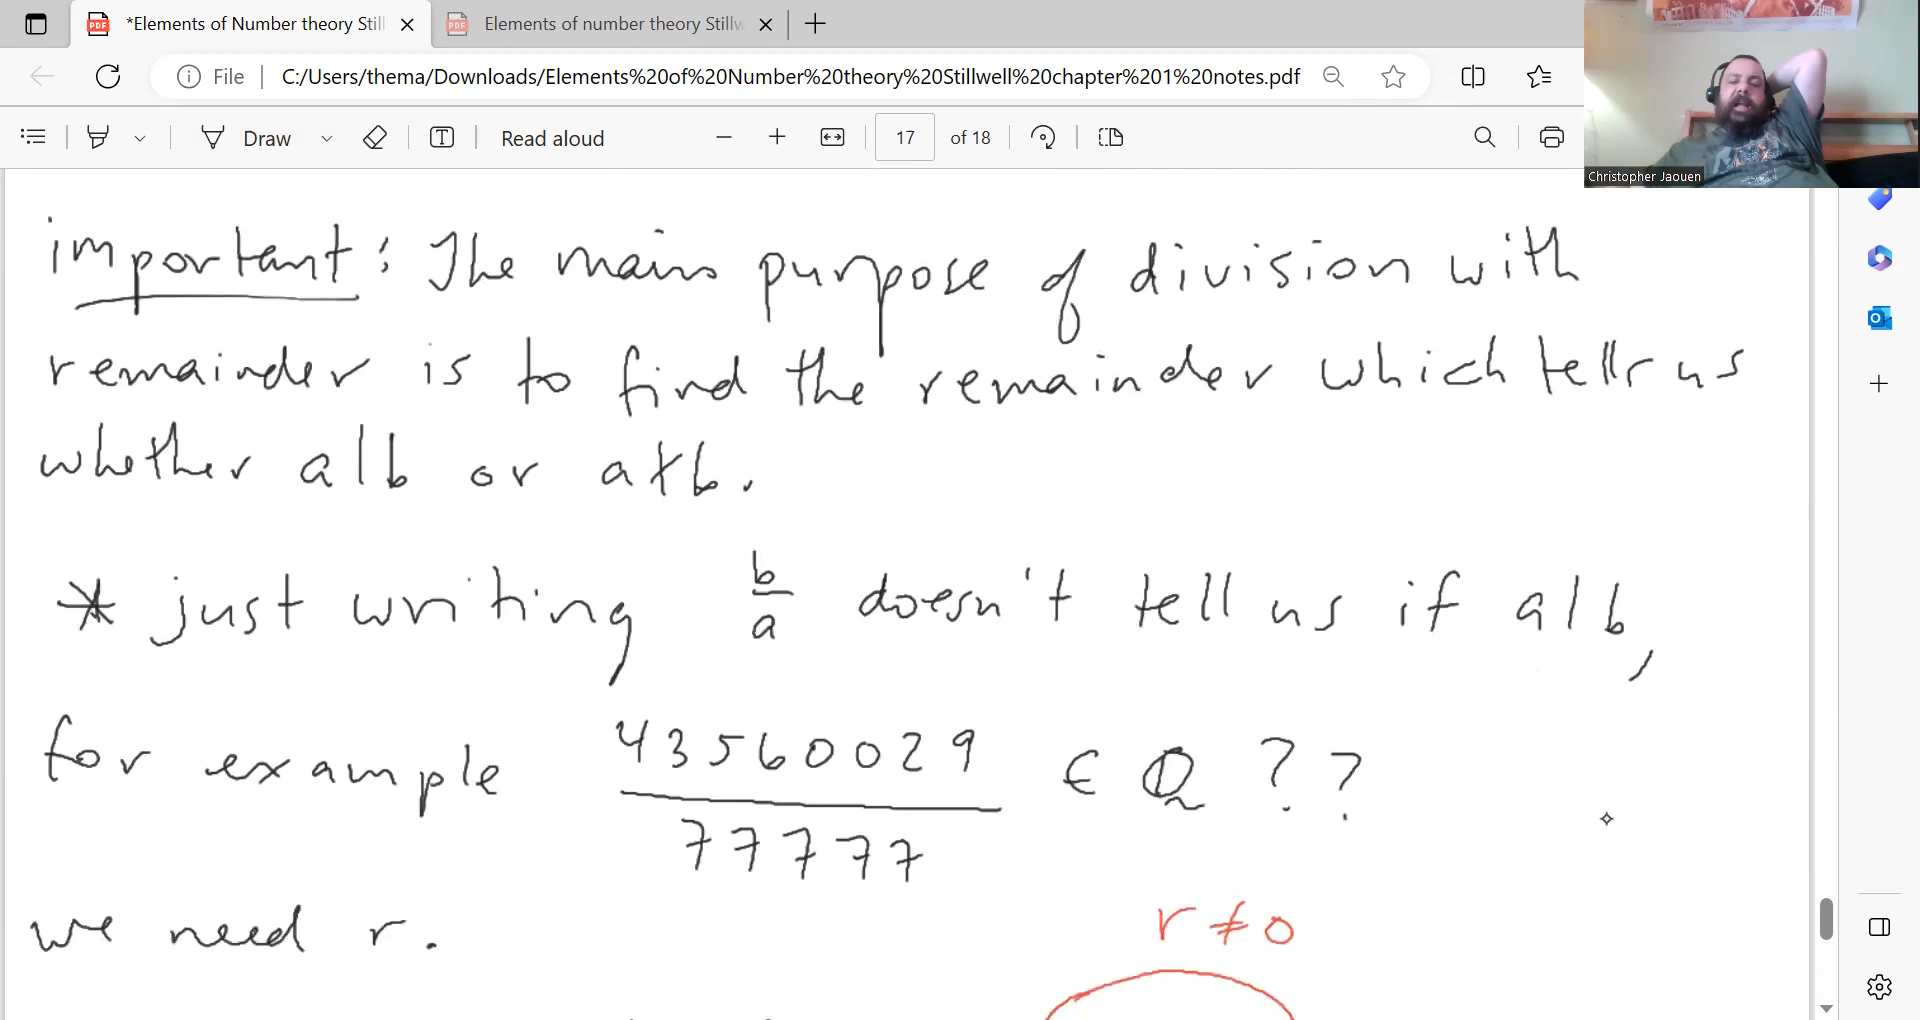 *Elements of Number theory Still
Elements of number theory Stillw
File
C:/Users/thema/Downloads/Elements%20of%20Number%20theory%20Stillwell%20chapter%201%20notes.pdf
Draw
Read aloud
17
of 18
Christopher Jaouen
important: The main purpose of division with
remainder is to find the remainder which tells us
whether a|b or a∤b.
* just writing b/a doesn't tell us if a|b,
for example 43560029/77777 ∈ Q ??
we need r.
r ≠ 0